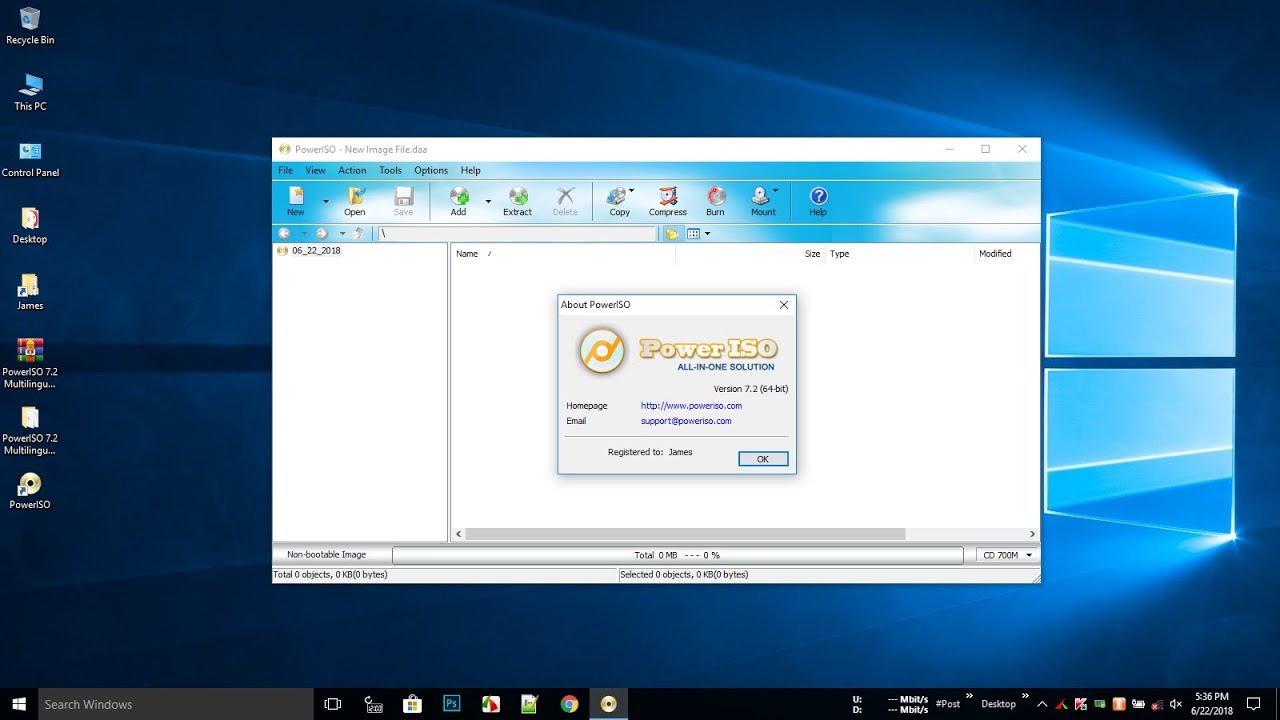 Recycle Bin
This PC
Control Panel
Desktop
James
PowerISO 7.2
Multilingu...
PowerISO 7.2
Multilingu...
PowerISO
PowerISO - New Image File.daa
File View Action Tools Options Help
New Open Save Add Extract Delete Copy Compress Burn Mount Help
\
06_22_2018
Name / Size Type Modified
About PowerISO
Power ISO
ALL-IN-ONE SOLUTION
Version 7.2 (64-bit)
Homepage http://www.poweriso.com
Email support@poweriso.com
Registered to: James
OK
Non-bootable Image Total 0 MB --- 0 % CD 700M
Total 0 objects, 0 KB(0 bytes) Selected 0 objects, 0 KB(0 bytes)
Search Windows
Ps
U: --- Mbit/s
D: --- Mbit/s
#Post » Desktop »
5:36 PM
6/22/2018